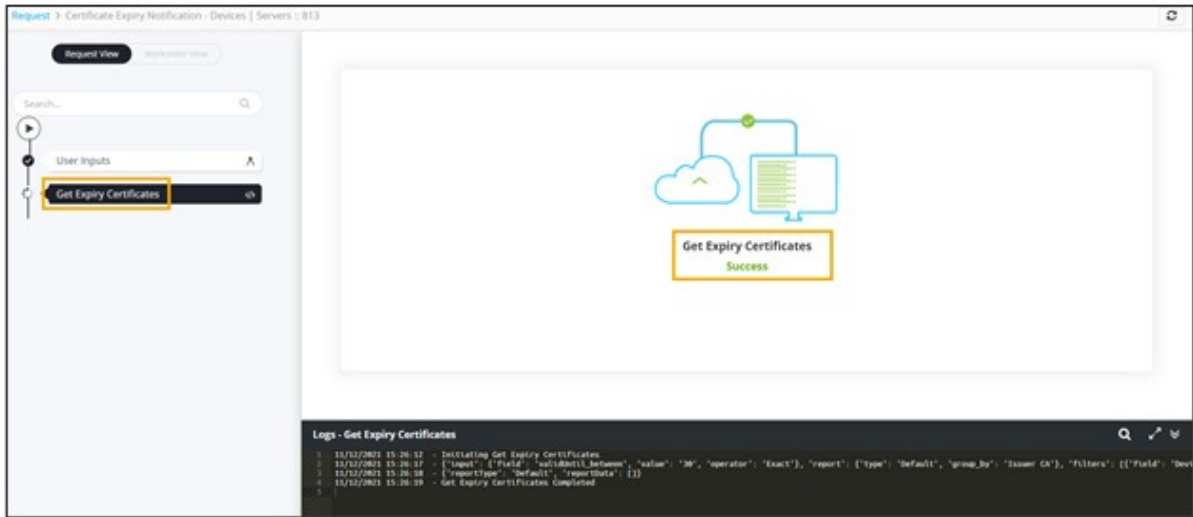 Request > Certificate Expiry Notification - Devices | Servers :: 813
Request View Workorder View
Search...
User Inputs
Get Expiry Certificates </>
Get Expiry Certificates
Success
Logs - Get Expiry Certificates
1 11/12/2021 15:26:12 - Initiating Get Expiry Certificates
2 11/12/2021 15:26:17 - {'input': {'field': 'validUntil_between', 'value': '30', 'operator': 'Exact'}, 'report': {'type': 'Default', 'group_by': 'Issuer CA'}, 'filters': [{'field': 'Devi
3 11/12/2021 15:26:18 - {'reportType': 'Default', 'reportData': []}
4 11/12/2021 15:26:19 - Get Expiry Certificates Completed
5